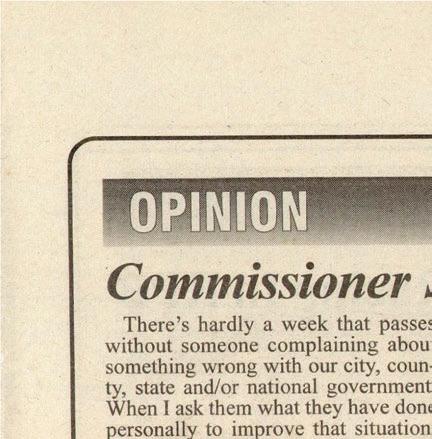 OPINION
Commissioner
There's hardly a week that passes
without someone complaining about
something wrong with our city, coun-
ty, state and/or national government
When I ask them what they have done
personally to improve that situation